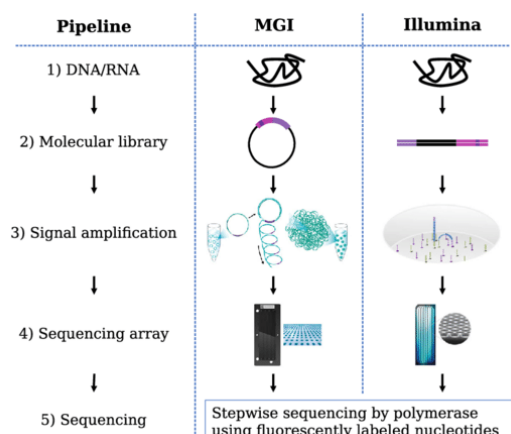 Pipeline MGI Illumina
1) DNA/RNA
2) Molecular library
3) Signal amplification
4) Sequencing array
5) Sequencing
Stepwise sequencing by polymerase
using fluorescently labeled nucleotides